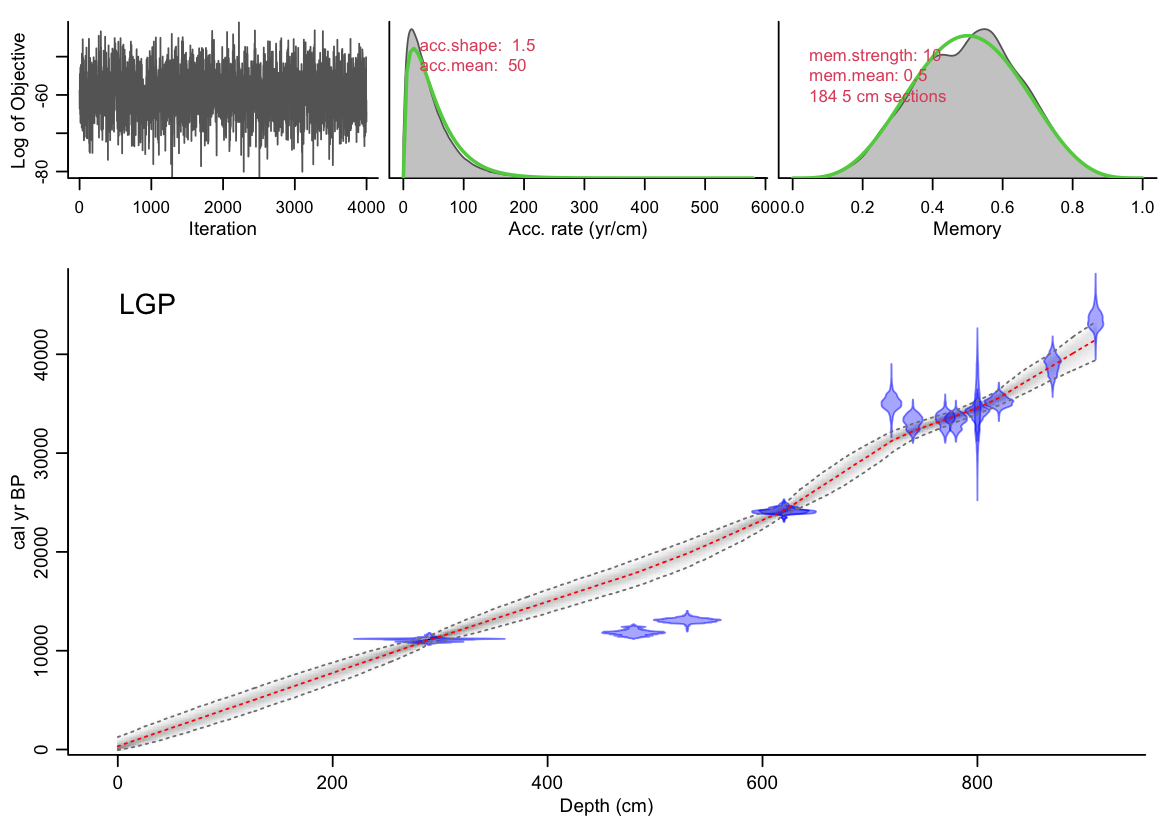 Log of Objective
-60
-80
0 1000 2000 3000 4000
Iteration
acc.shape: 1.5
acc.mean: 50
0 100 200 300 400 500 600
Acc. rate (yr/cm)
mem.strength: 10
mem.mean: 0.5
184 5 cm sections
0.0 0.2 0.4 0.6 0.8 1.0
Memory
LGP
cal yr BP
40000
30000
20000
10000
0
0 200 400 600 800
Depth (cm)